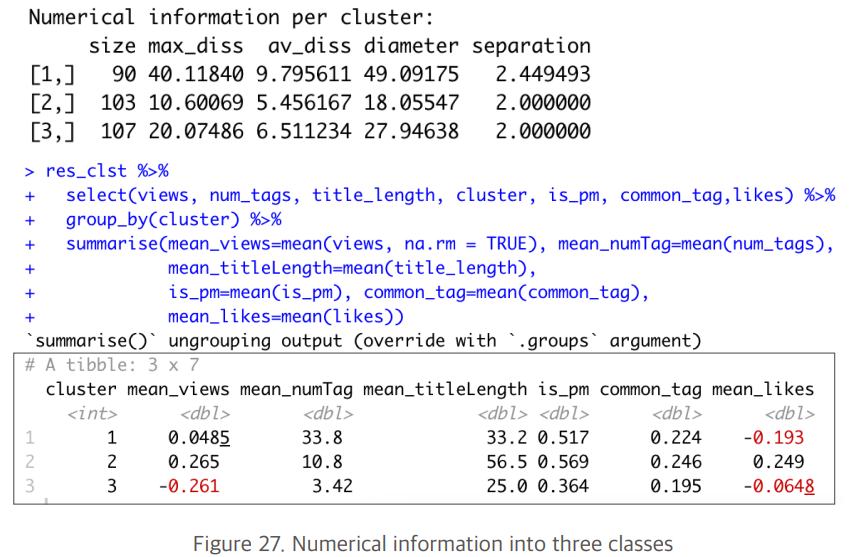 Numerical information per cluster:
size max_diss av_diss diameter separation
[1,] 90 40.11840 9.795611 49.09175 2.449493
[2,] 103 10.60069 5.456167 18.05547 2.000000
[3,] 107 20.07486 6.511234 27.94638 2.000000
> res_clst %>%
+ select(views, num_tags, title_length, cluster, is_pm, common_tag,likes) %>%
+ group_by(cluster) %>%
+ summarise(mean_views=mean(views, na.rm = TRUE), mean_numTag=mean(num_tags),
+ mean_titleLength=mean(title_length),
+ is_pm=mean(is_pm), common_tag=mean(common_tag),
+ mean_likes=mean(likes))
`summarise()` ungrouping output (override with `.groups` argument)
# A tibble: 3 x 7
cluster mean_views mean_numTag mean_titleLength is_pm common_tag mean_likes
<int> <dbl> <dbl> <dbl> <dbl> <dbl> <dbl>
1 1 0.0485 33.8 33.2 0.517 0.224 -0.193
2 2 0.265 10.8 56.5 0.569 0.246 0.249
3 3 -0.261 3.42 25.0 0.364 0.195 -0.0648
Figure 27. Numerical information into three classes